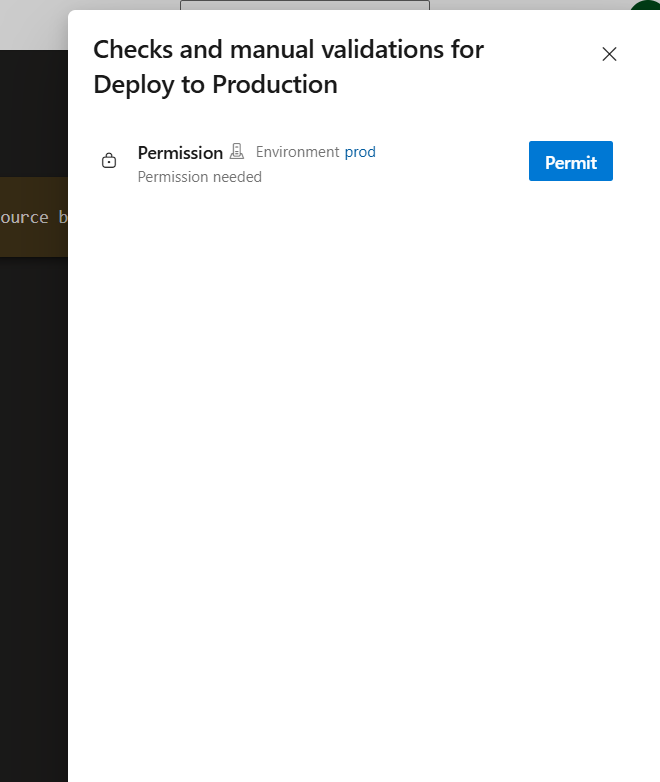 Checks and manual validations for
Deploy to Production
Permission Environment prod
Permission needed
Permit
ource b